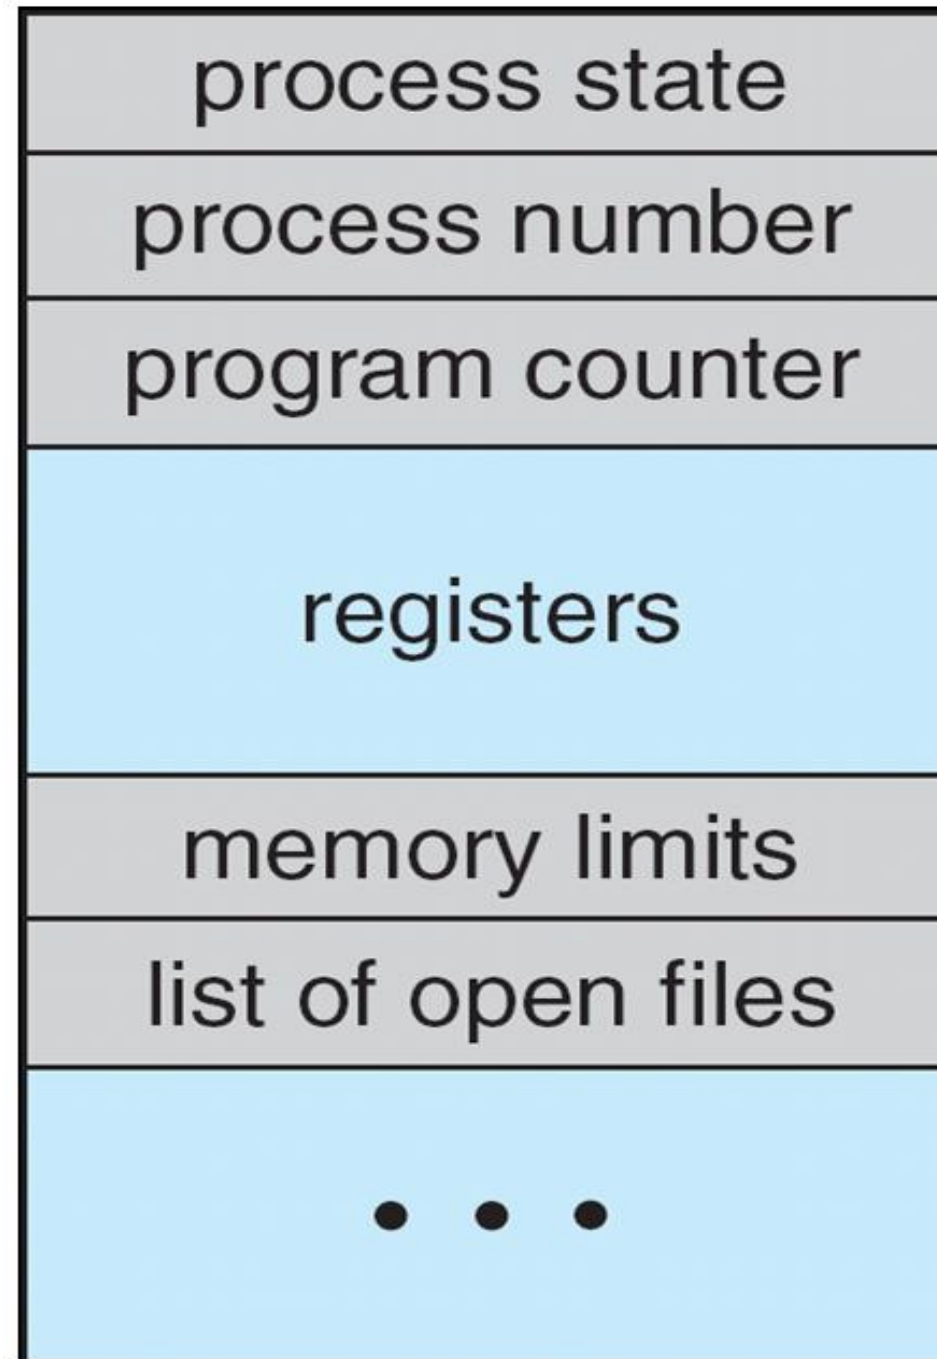 process state
process number
program counter
registers
memory limits
list of open files
• • •